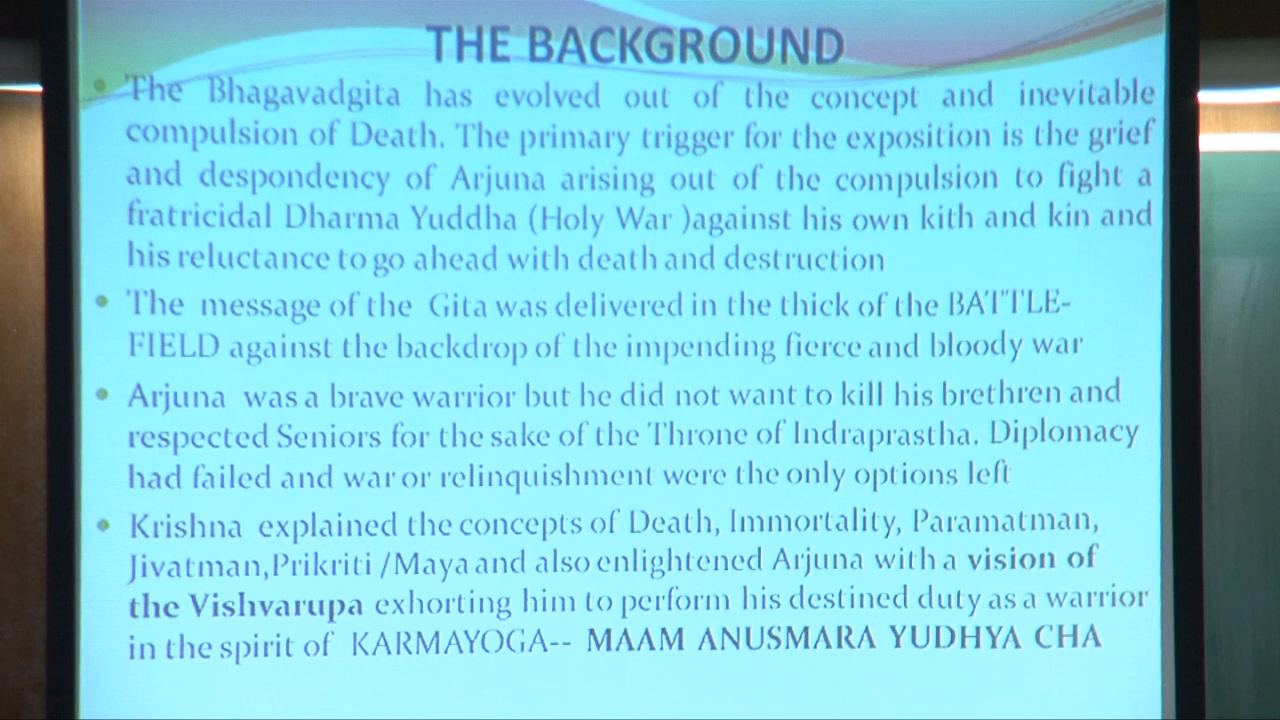 THE BACKGROUND
The Bhagavadgita has evolved out of the concept and inevitable
compulsion of Death. The primary trigger for the exposition is the grief
and despondency of Arjuna arising out of the compulsion to fight a
fratricidal Dharma Yuddha (Holy War )against his own kith and kin and
his reluctance to go ahead with death and destruction
The message of the Gita was delivered in the thick of the BATTLE-
FIELD against the backdrop of the impending fierce and bloody war
Arjuna was a brave warrior but he did not want to kill his brethren and
respected Seniors for the sake of the Throne of Indraprastha. Diplomacy
had failed and war or relinquishment were the only options left
Krishna explained the concepts of Death, Immortality, Paramatman,
Jivatman,Prikriti /Maya and also enlightened Arjuna with a vision of
the Vishvarupa exhorting him to perform his destined duty as a warrior
in the spirit of KARMAYOGA-- MAAM ANUSMARA YUDHYA CHA